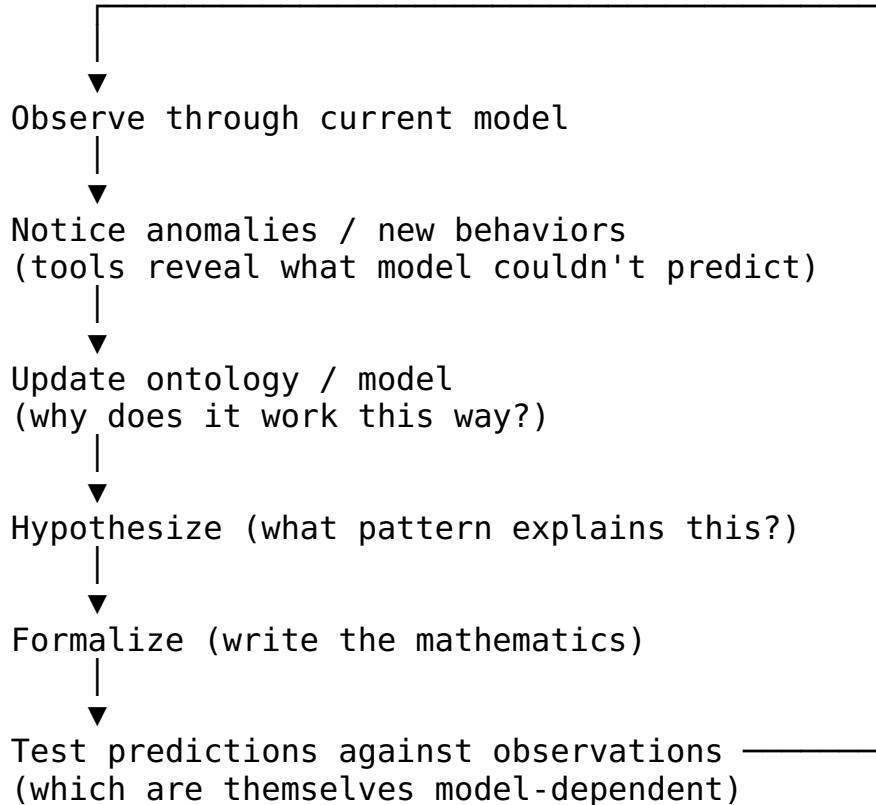 Observe through current model
Notice anomalies / new behaviors
(tools reveal what model couldn't predict)
Update ontology / model
(why does it work this way?)
Hypothesize (what pattern explains this?)
Formalize (write the mathematics)
Test predictions against observations
(which are themselves model-dependent)